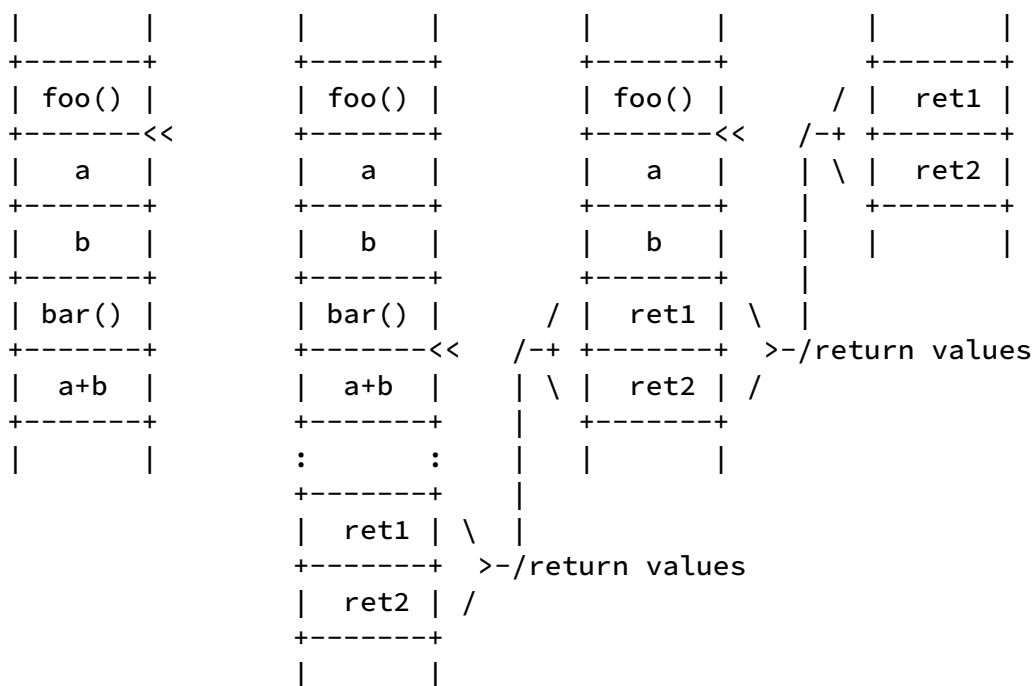 |       |        |       |        |       |        |       |
+-------+        +-------+        +-------+        +-------+
| foo() |        | foo() |        | foo() |      / |  ret1 |
+-------<<       +-------+        +-------<<   /-+ +-------+
|   a   |        |   a   |        |   a   |    | \ |  ret2 |
+-------+        +-------+        +-------+    |   +-------+
|   b   |        |   b   |        |   b   |    |   |       |
+-------+        +-------+        +-------+    |
| bar() |        | bar() |      / |  ret1 | \  |
+-------+        +-------<<   /-+ +-------+  >-/return values
|  a+b  |        |  a+b  |    | \ |  ret2 | /
+-------+        +-------+    |   +-------+
|       |        :       :    |   |       |
                 +-------+    |
                 |  ret1 | \  |
                 +-------+  >-/return values
                 |  ret2 | /
                 +-------+
                 |       |